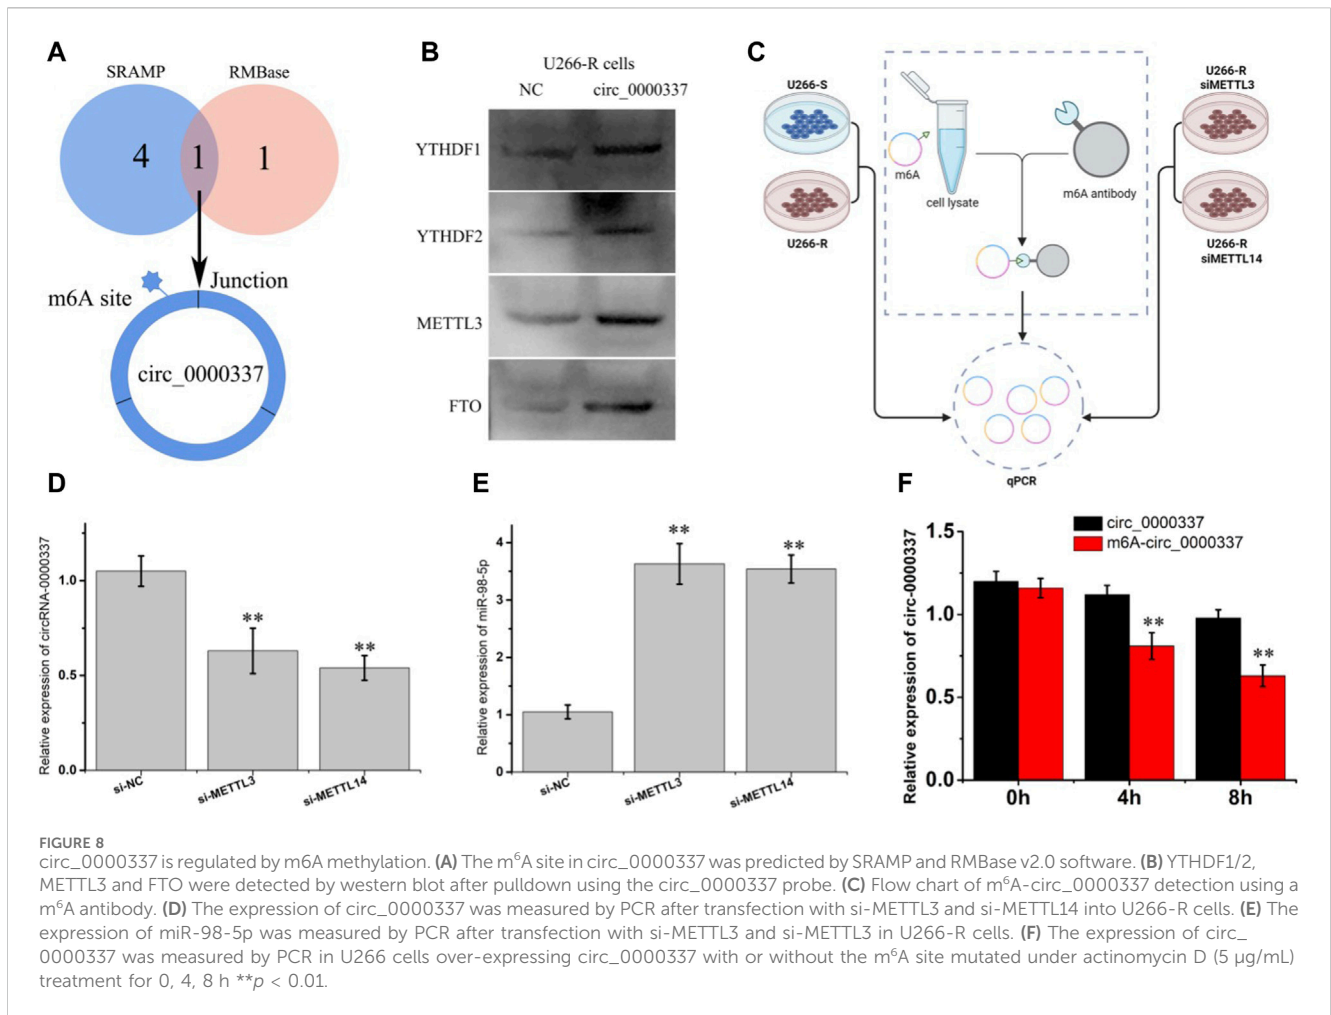 A
SRAMP
RMBase
4
1
1
Junction
m6A site
circ_0000337
B
U266-R cells
NC
circ_0000337
YTHDF1
YTHDF2
METTL3
FTO
C
U266-S
U266-R
m6A
cell lysate
m6A antibody
U266-R
siMETTL3
U266-R
siMETTL14
qPCR
D
Relative expression of circRNA-0000337
1.0
0.5
0.0
**
**
si-NC
si-METTL3
si-METTL14
E
Relative expression of miR-98-5p
4
3
2
1
0
**
**
si-NC
si-METTL3
si-METTL14
F
Relative expression of circ-0000337
1.5
1.0
0.5
0.0
circ_0000337
m6A-circ_0000337
**
**
0h
4h
8h
FIGURE 8
circ_0000337 is regulated by m6A methylation. (A) The m⁶A site in circ_0000337 was predicted by SRAMP and RMBase v2.0 software. (B) YTHDF1/2,
METTL3 and FTO were detected by western blot after pulldown using the circ_0000337 probe. (C) Flow chart of m⁶A-circ_0000337 detection using a
m⁶A antibody. (D) The expression of circ_0000337 was measured by PCR after transfection with si-METTL3 and si-METTL14 into U266-R cells. (E) The
expression of miR-98-5p was measured by PCR after transfection with si-METTL3 and si-METTL3 in U266-R cells. (F) The expression of circ_
0000337 was measured by PCR in U266 cells over-expressing circ_0000337 with or without the m⁶A site mutated under actinomycin D (5 μg/mL)
treatment for 0, 4, 8 h **p < 0.01.